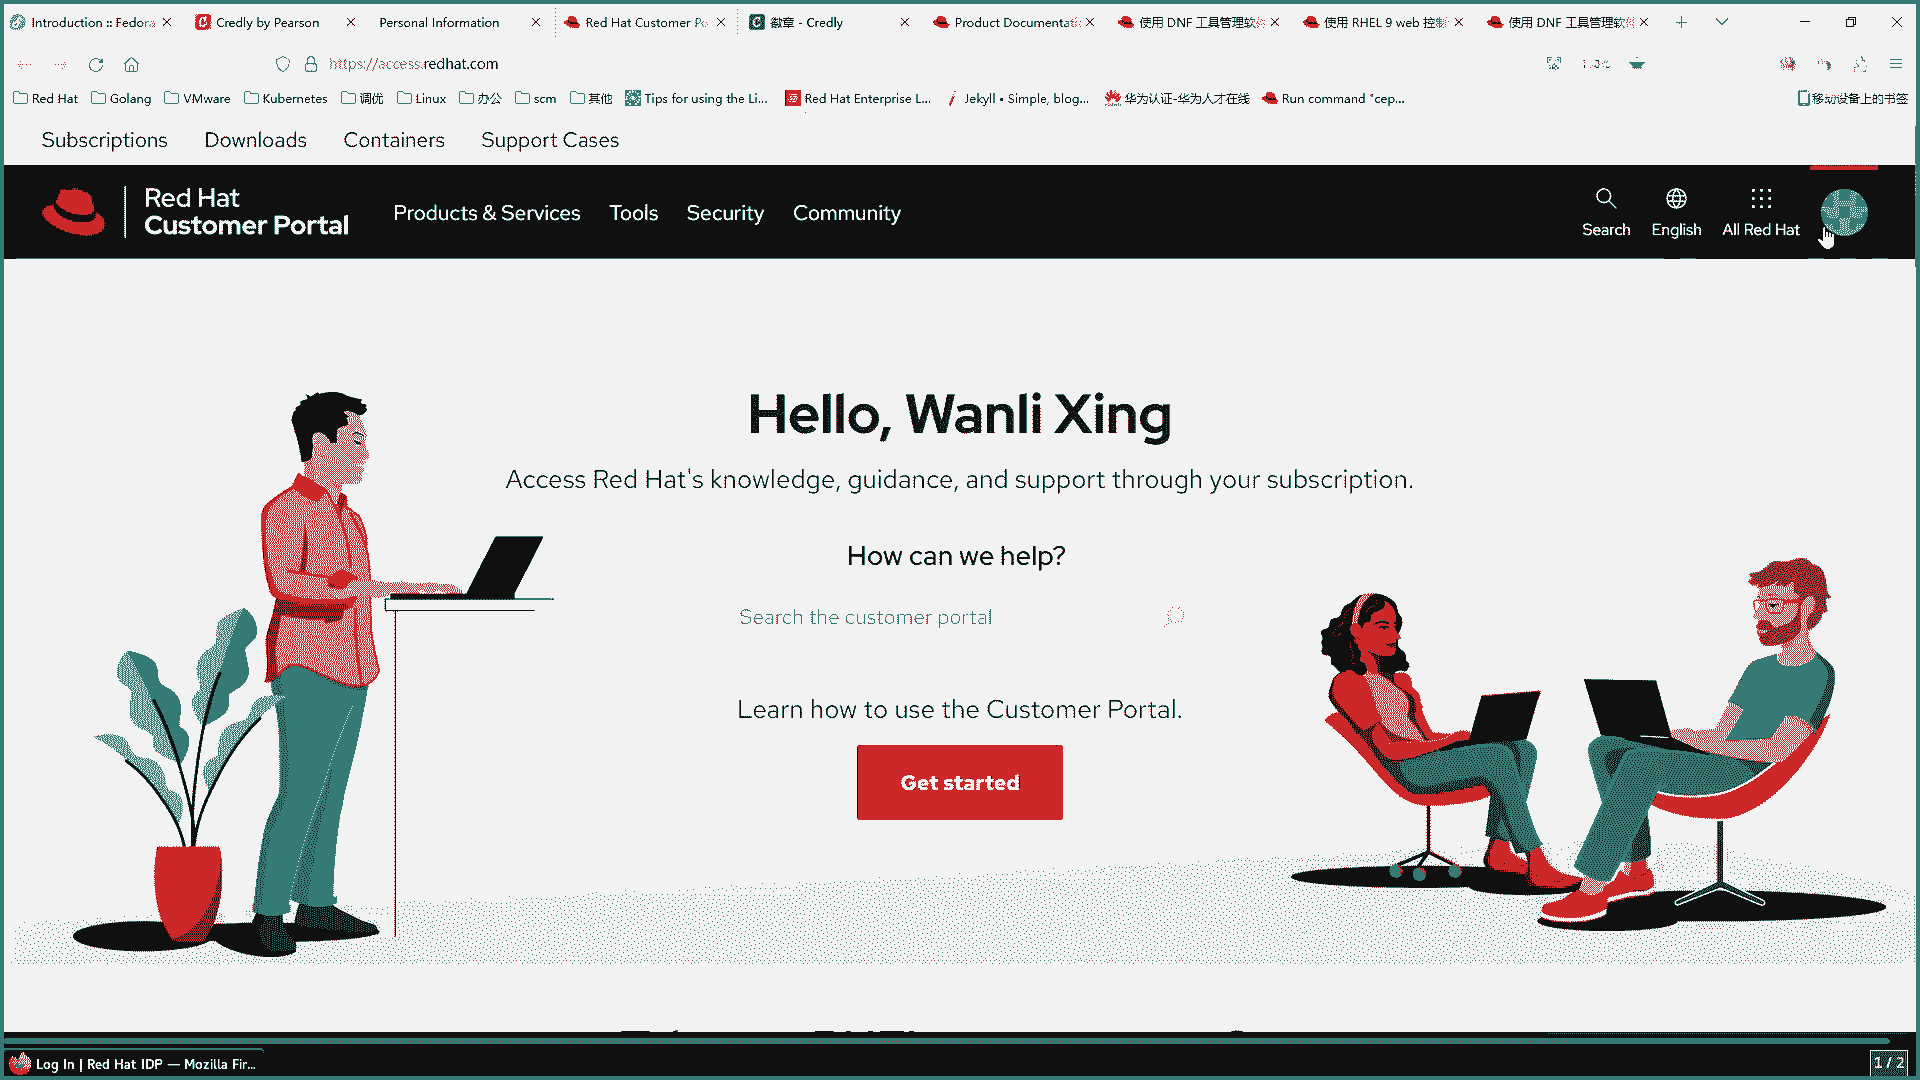 Introduction :: Fedora
Credly by Pearson
Personal Information
Red Hat Customer Po
徽章 - Credly
Product Documentati
使用 DNF 工具管理软
使用 RHEL 9 web 控制
使用 DNF 工具管理软
https://access.redhat.com
Red Hat
Golang
VMware
Kubernetes
调优
Linux
办公
scm
其他
Tips for using the Li...
Red Hat Enterprise L...
Jekyll • Simple, blog...
华为认证-华为人才在线
Run command "cep...
移动设备上的书签
Subscriptions
Downloads
Containers
Support Cases
Red Hat
Customer Portal
Products & Services
Tools
Security
Community
Search
English
All Red Hat
Hello, Wanli Xing
Access Red Hat's knowledge, guidance, and support through your subscription.
How can we help?
Search the customer portal
Learn how to use the Customer Portal.
Get started
Log In | Red Hat IDP — Mozilla Fir...
1 / 2